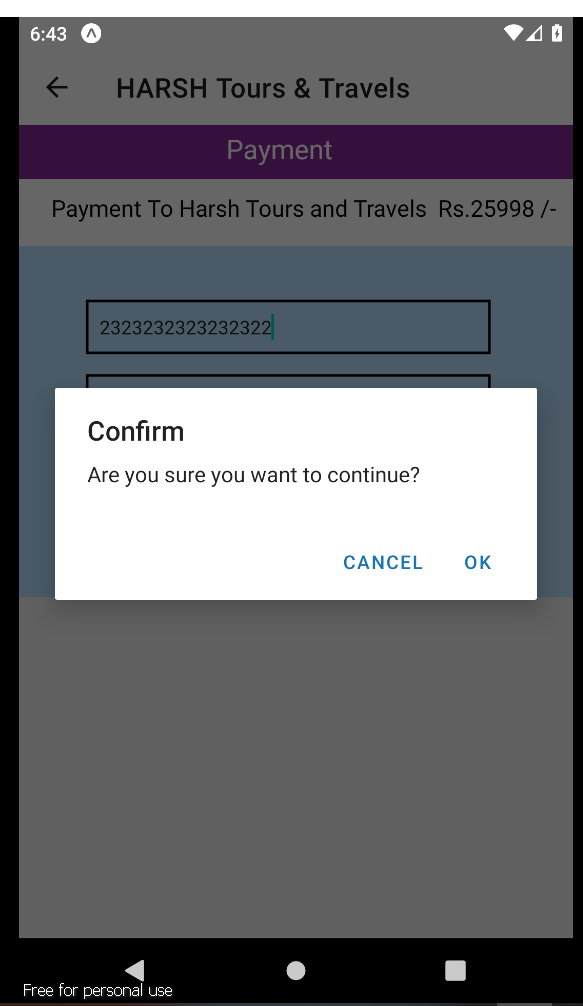 6:43
HARSH Tours & Travels
Payment
Payment To Harsh Tours and Travels Rs.25998 /-
2323232323232322
Confirm
Are you sure you want to continue?
CANCEL OK
Free for personal use